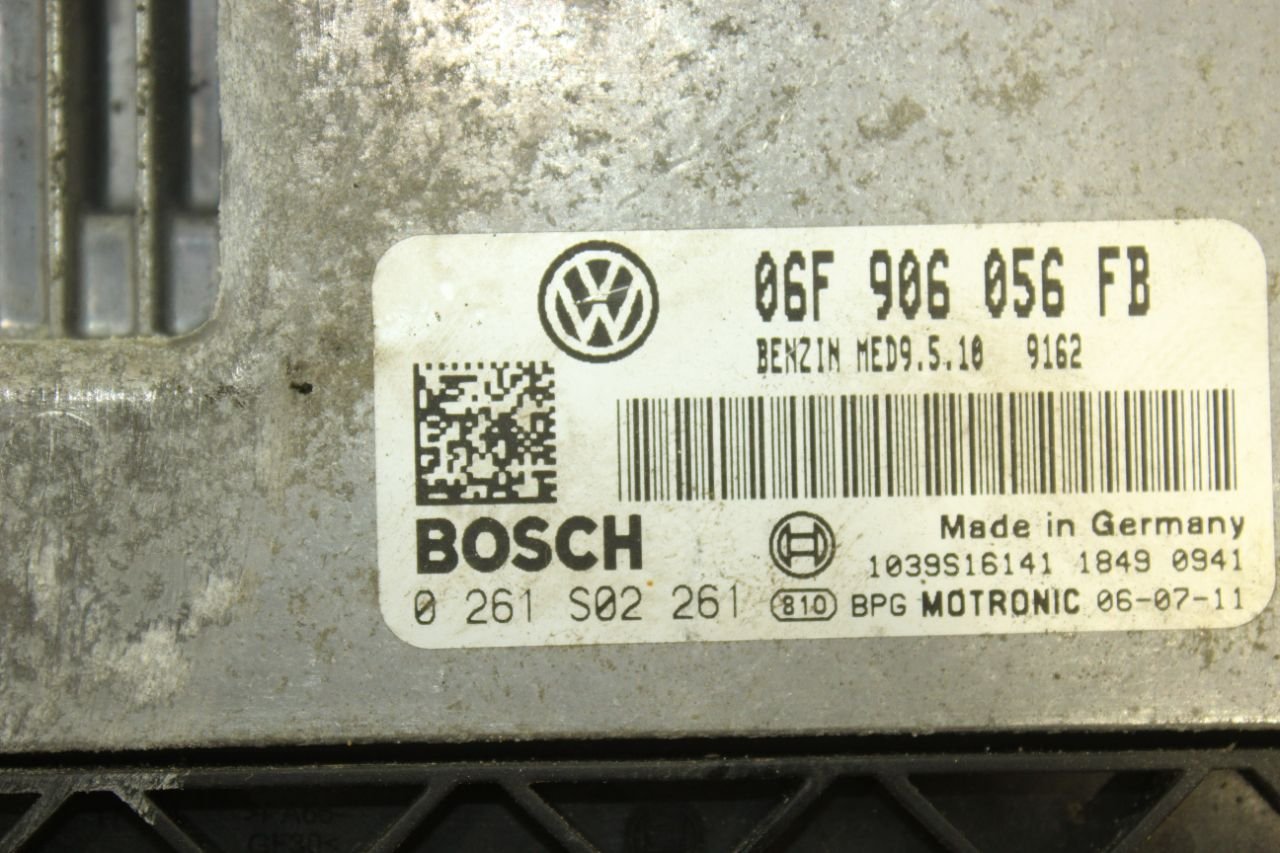 06F 906 056 FB
BENZIN MED9.5.10 9162
BOSCH
Made in Germany
1039S16141 1849 0941
0 261 S02 261 810 BPG MOTRONIC 06-07-11
GF30<